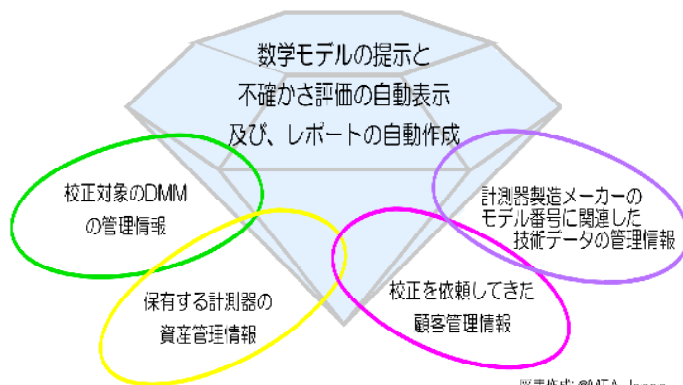 数学モデルの提示と
不確かさ評価の自動表示
及び、レポートの自動作成
校正対象のDMM
の管理情報
計測器製造メーカーの
モデル番号に関連した
技術データの管理情報
保有する計測器の
資産管理情報
校正を依頼してきた
顧客管理情報